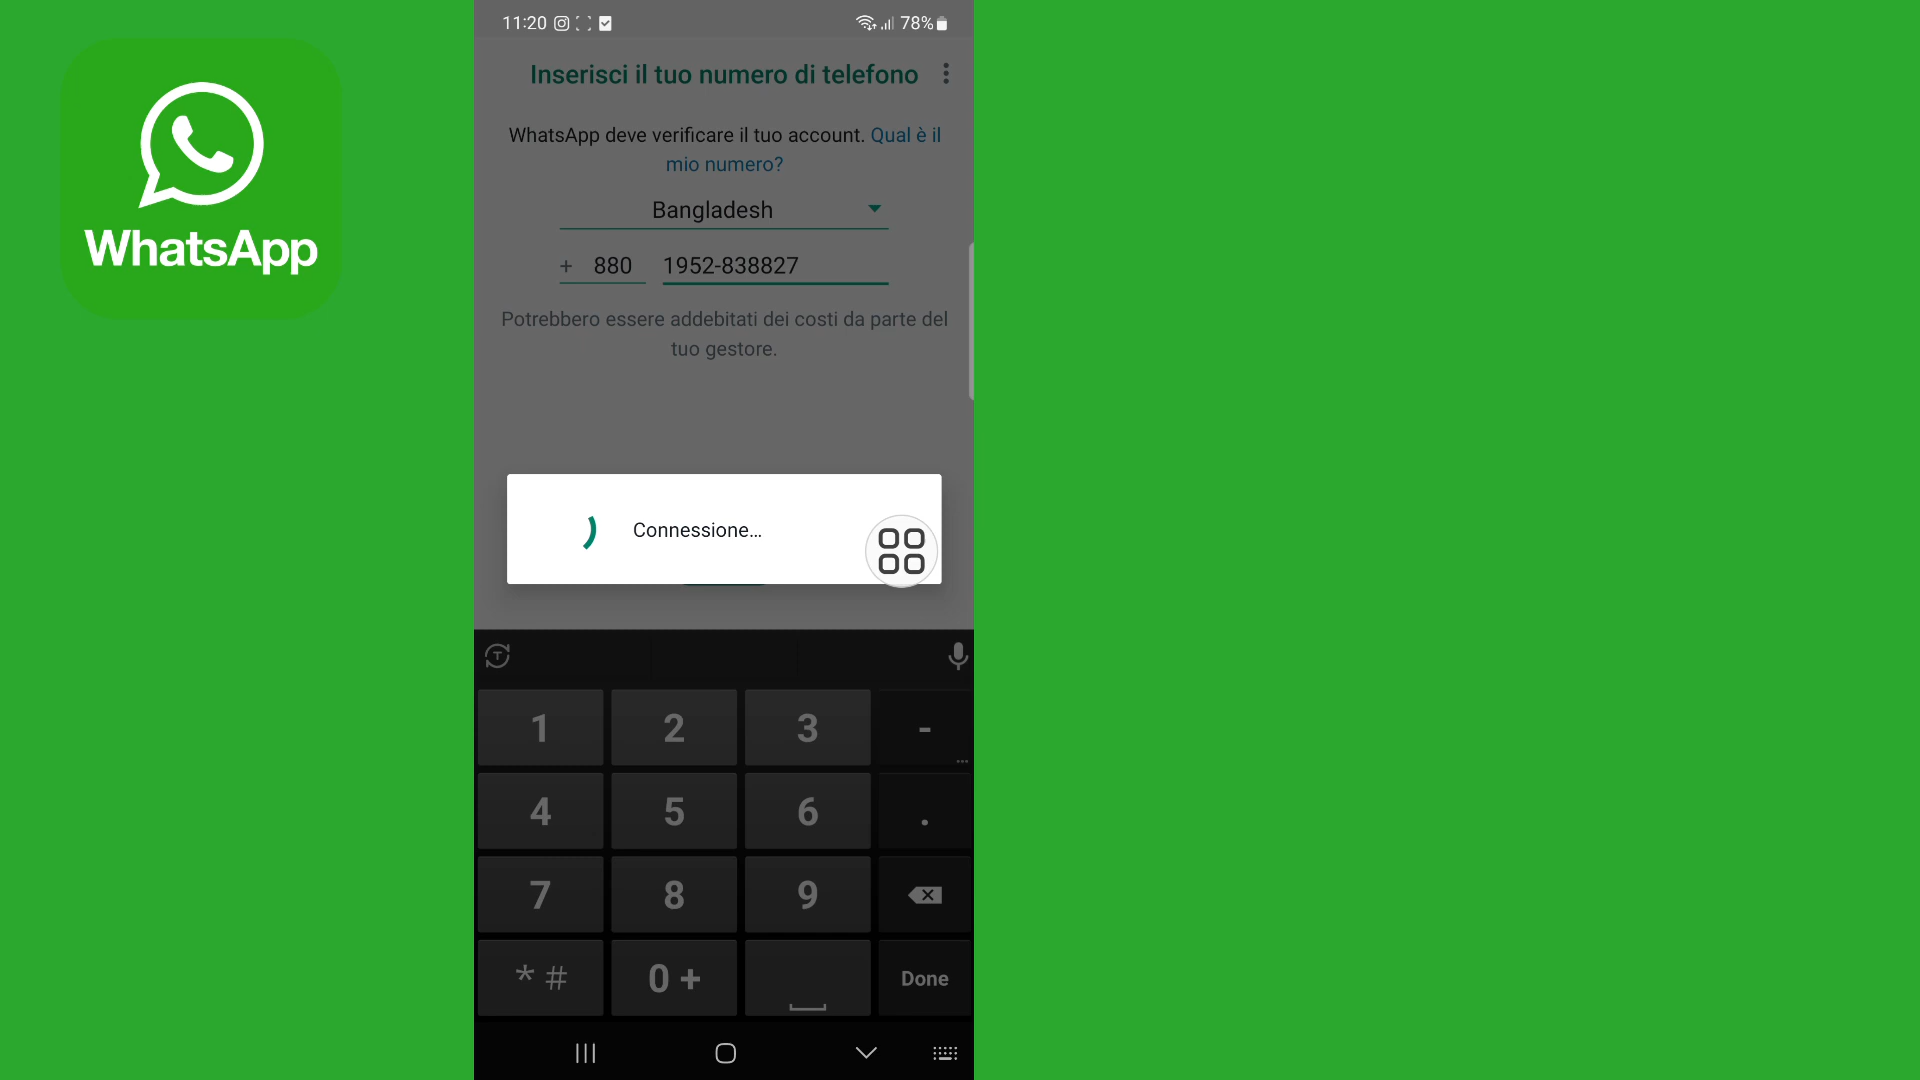 WhatsApp
11:20
78%
Inserisci il tuo numero di telefono
WhatsApp deve verificare il tuo account. Qual è il
mio numero?
Bangladesh
+ 880 1952-838827
Potrebbero essere addebitati dei costi da parte del
tuo gestore.
Connessione...
T
1 2 3 -
4 5 6 .
7 8 9
* # 0 + Done